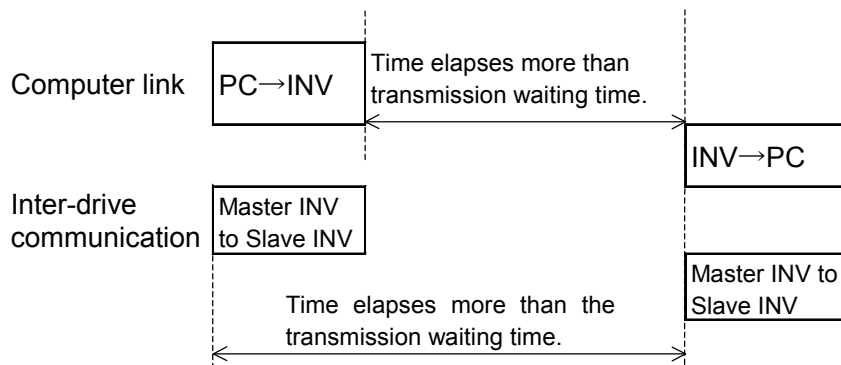 Computer link
PC→INV
Time elapses more than
transmission waiting time.
INV→PC
Inter-drive
communication
Master INV
to Slave INV
Master INV to
Slave INV
Time elapses more than the
transmission waiting time.